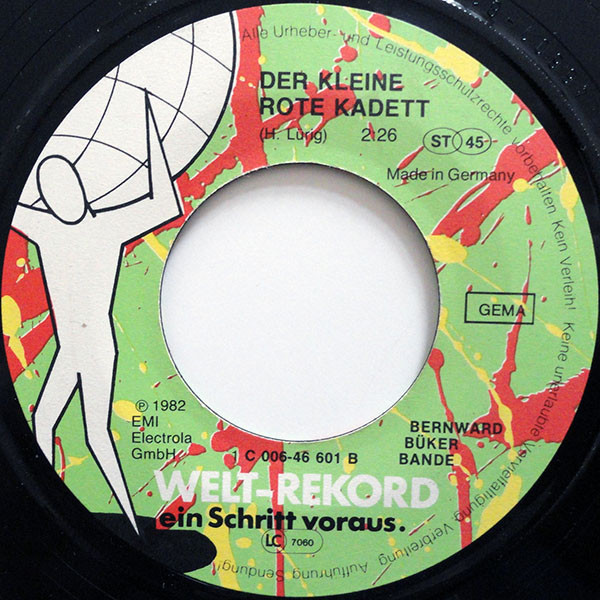 Alle Urheber- und Leistungsschutzrechte vorbehalten Kein Verleih! Keine unerlaubte Vervielfältigung, Verbreitung, Aufführung, Sendung!
DER KLEINE
ROTE KADETT
(H. Lürig) 2:26
ST 45
Made in Germany
GEMA
℗ 1982
EMI
Electrola
GmbH
1 C 006-46 601 B
BERNWARD
BÜKER
BANDE
WELT-REKORD
ein Schritt voraus.
LC 7060